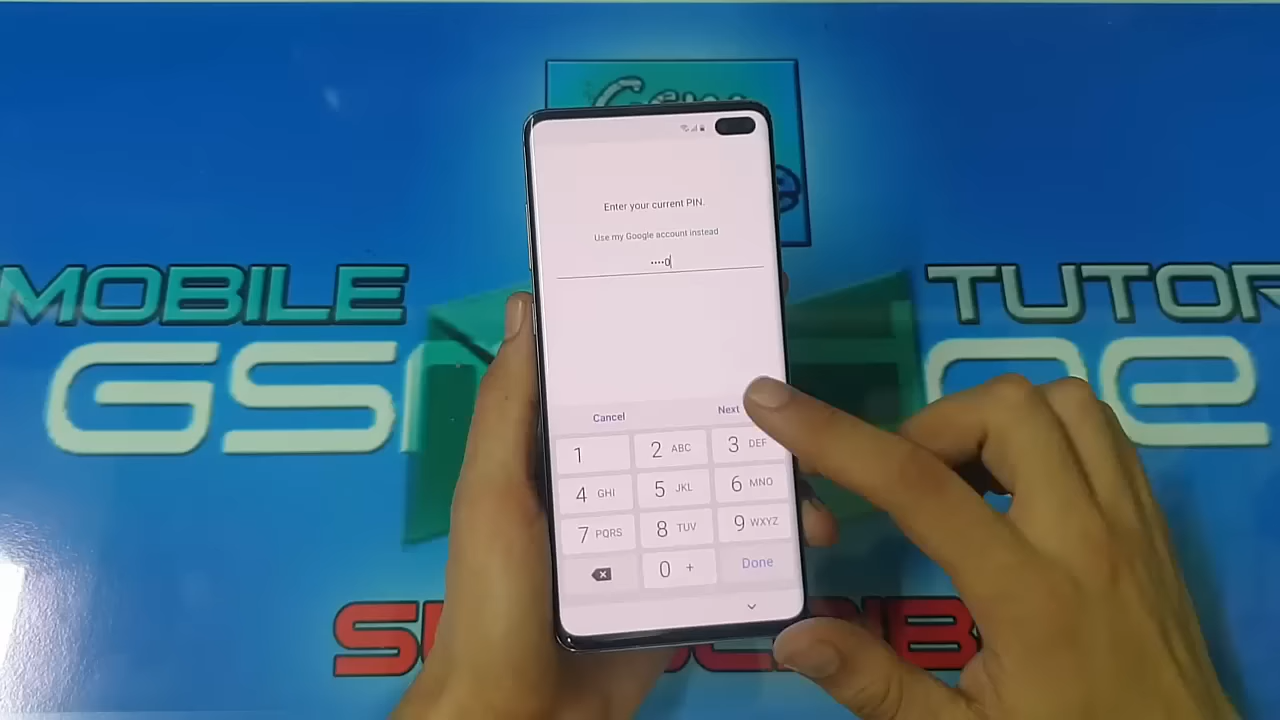 Enter your current PIN.
Use my Google account instead
••••0
MOBILE
TUTOR
GSM
Cancel
Next
1
2 ABC
3 DEF
4 GHI
5 JKL
6 MNO
7 PQRS
8 TUV
9 WXYZ
0 +
Done